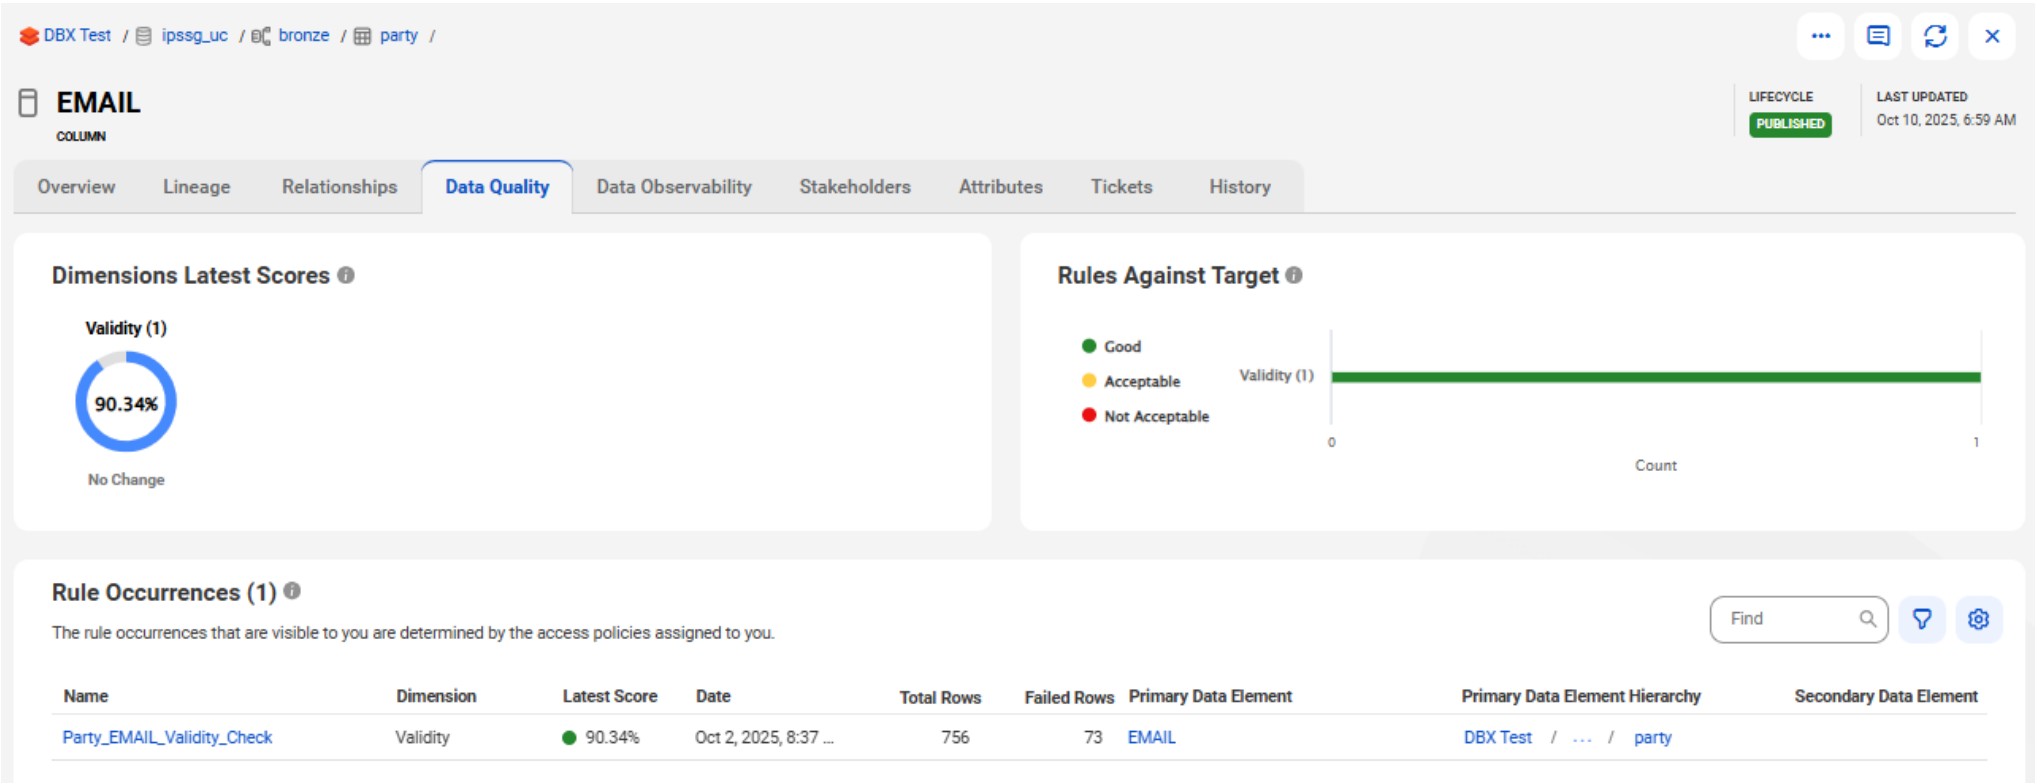 DBX Test / ipssg_uc / bronze / party /
EMAIL
COLUMN
LIFECYCLE
PUBLISHED
LAST UPDATED
Oct 10, 2025, 6:59 AM
Overview Lineage Relationships Data Quality Data Observability Stakeholders Attributes Tickets History
Dimensions Latest Scores
Validity (1)
90.34%
No Change
Rules Against Target
Good
Acceptable
Not Acceptable
Validity (1)
0 1
Count
Rule Occurrences (1)
The rule occurrences that are visible to you are determined by the access policies assigned to you.
Find
Name Dimension Latest Score Date Total Rows Failed Rows Primary Data Element Primary Data Element Hierarchy Secondary Data Element
Party_EMAIL_Validity_Check Validity 90.34% Oct 2, 2025, 8:37 ... 756 73 EMAIL DBX Test / ... / party